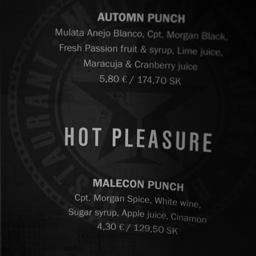 AUTOMN PUNCH
Mulata Anejo Blanco, Cpt. Morgan Black,
Fresh Passion fruit & syrup, Lime juice,
Maracuja & Cranberry juice
5,80 € / 174,70 SK
HOT PLEASURE
MALECON PUNCH
Cpt. Morgan Spice, White wine,
Sugar syrup, Apple juice, Cinamon
4,30 € / 129,50 SK
RESTAURANT